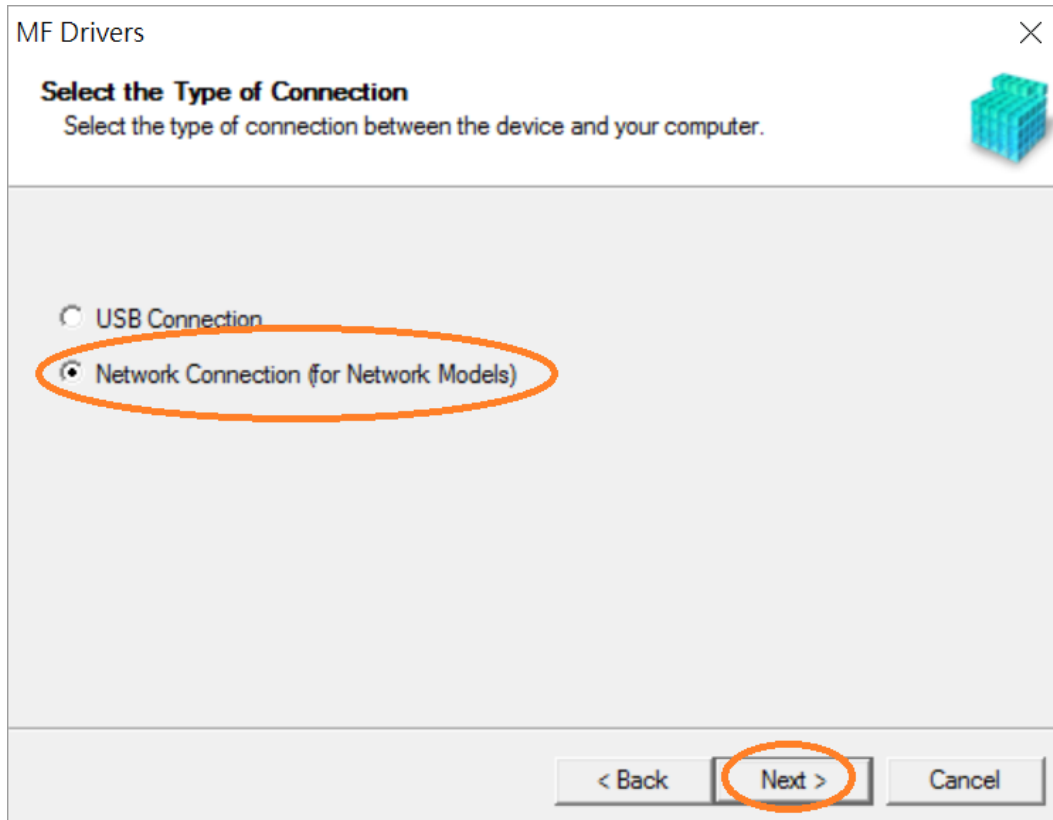 MF Drivers
Select the Type of Connection
Select the type of connection between the device and your computer.
USB Connection
Network Connection (for Network Models)
< Back
Next >
Cancel